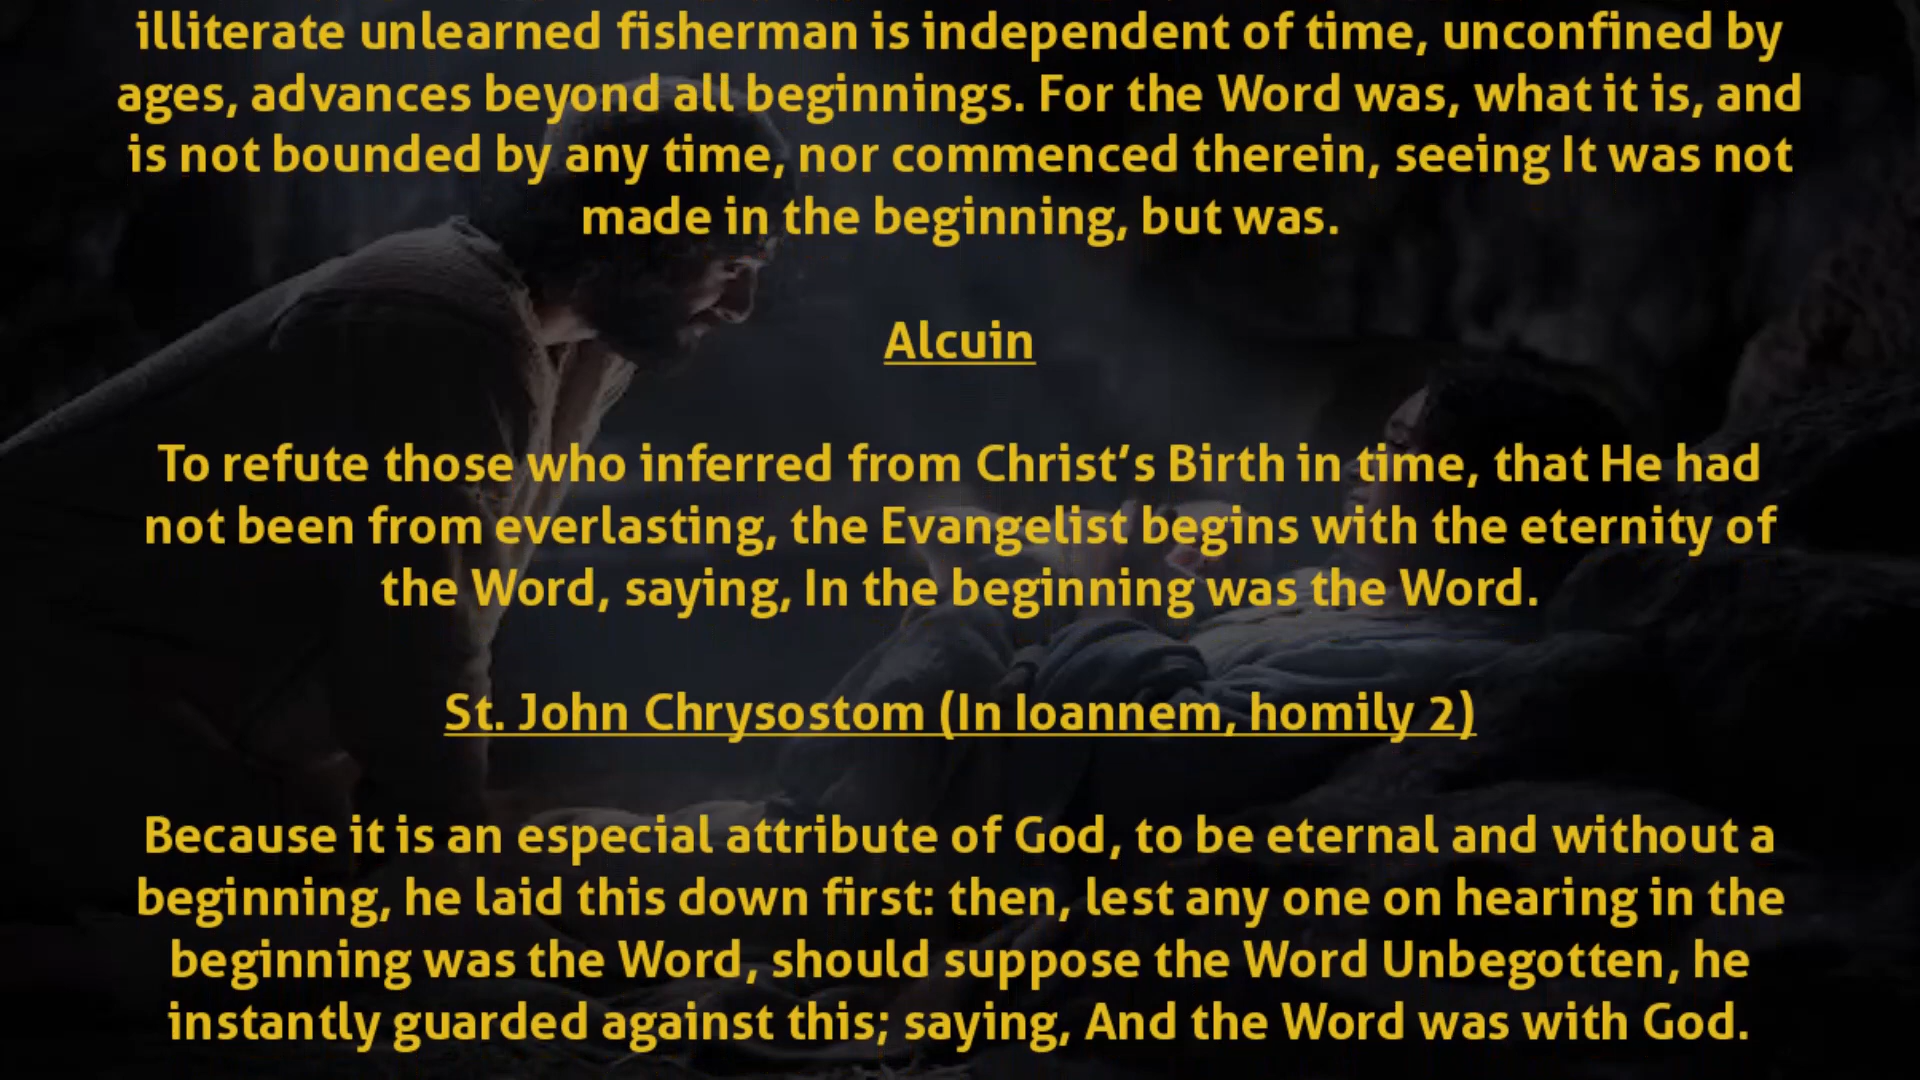 illiterate unlearned fisherman is independent of time, unconfined by
ages, advances beyond all beginnings. For the Word was, what it is, and
is not bounded by any time, nor commenced therein, seeing It was not
made in the beginning, but was.
Alcuin
To refute those who inferred from Christ’s Birth in time, that He had
not been from everlasting, the Evangelist begins with the eternity of
the Word, saying, In the beginning was the Word.
St. John Chrysostom (In Ioannem, homily 2)
Because it is an especial attribute of God, to be eternal and without a
beginning, he laid this down first: then, lest any one on hearing in the
beginning was the Word, should suppose the Word Unbegotten, he
instantly guarded against this; saying, And the Word was with God.